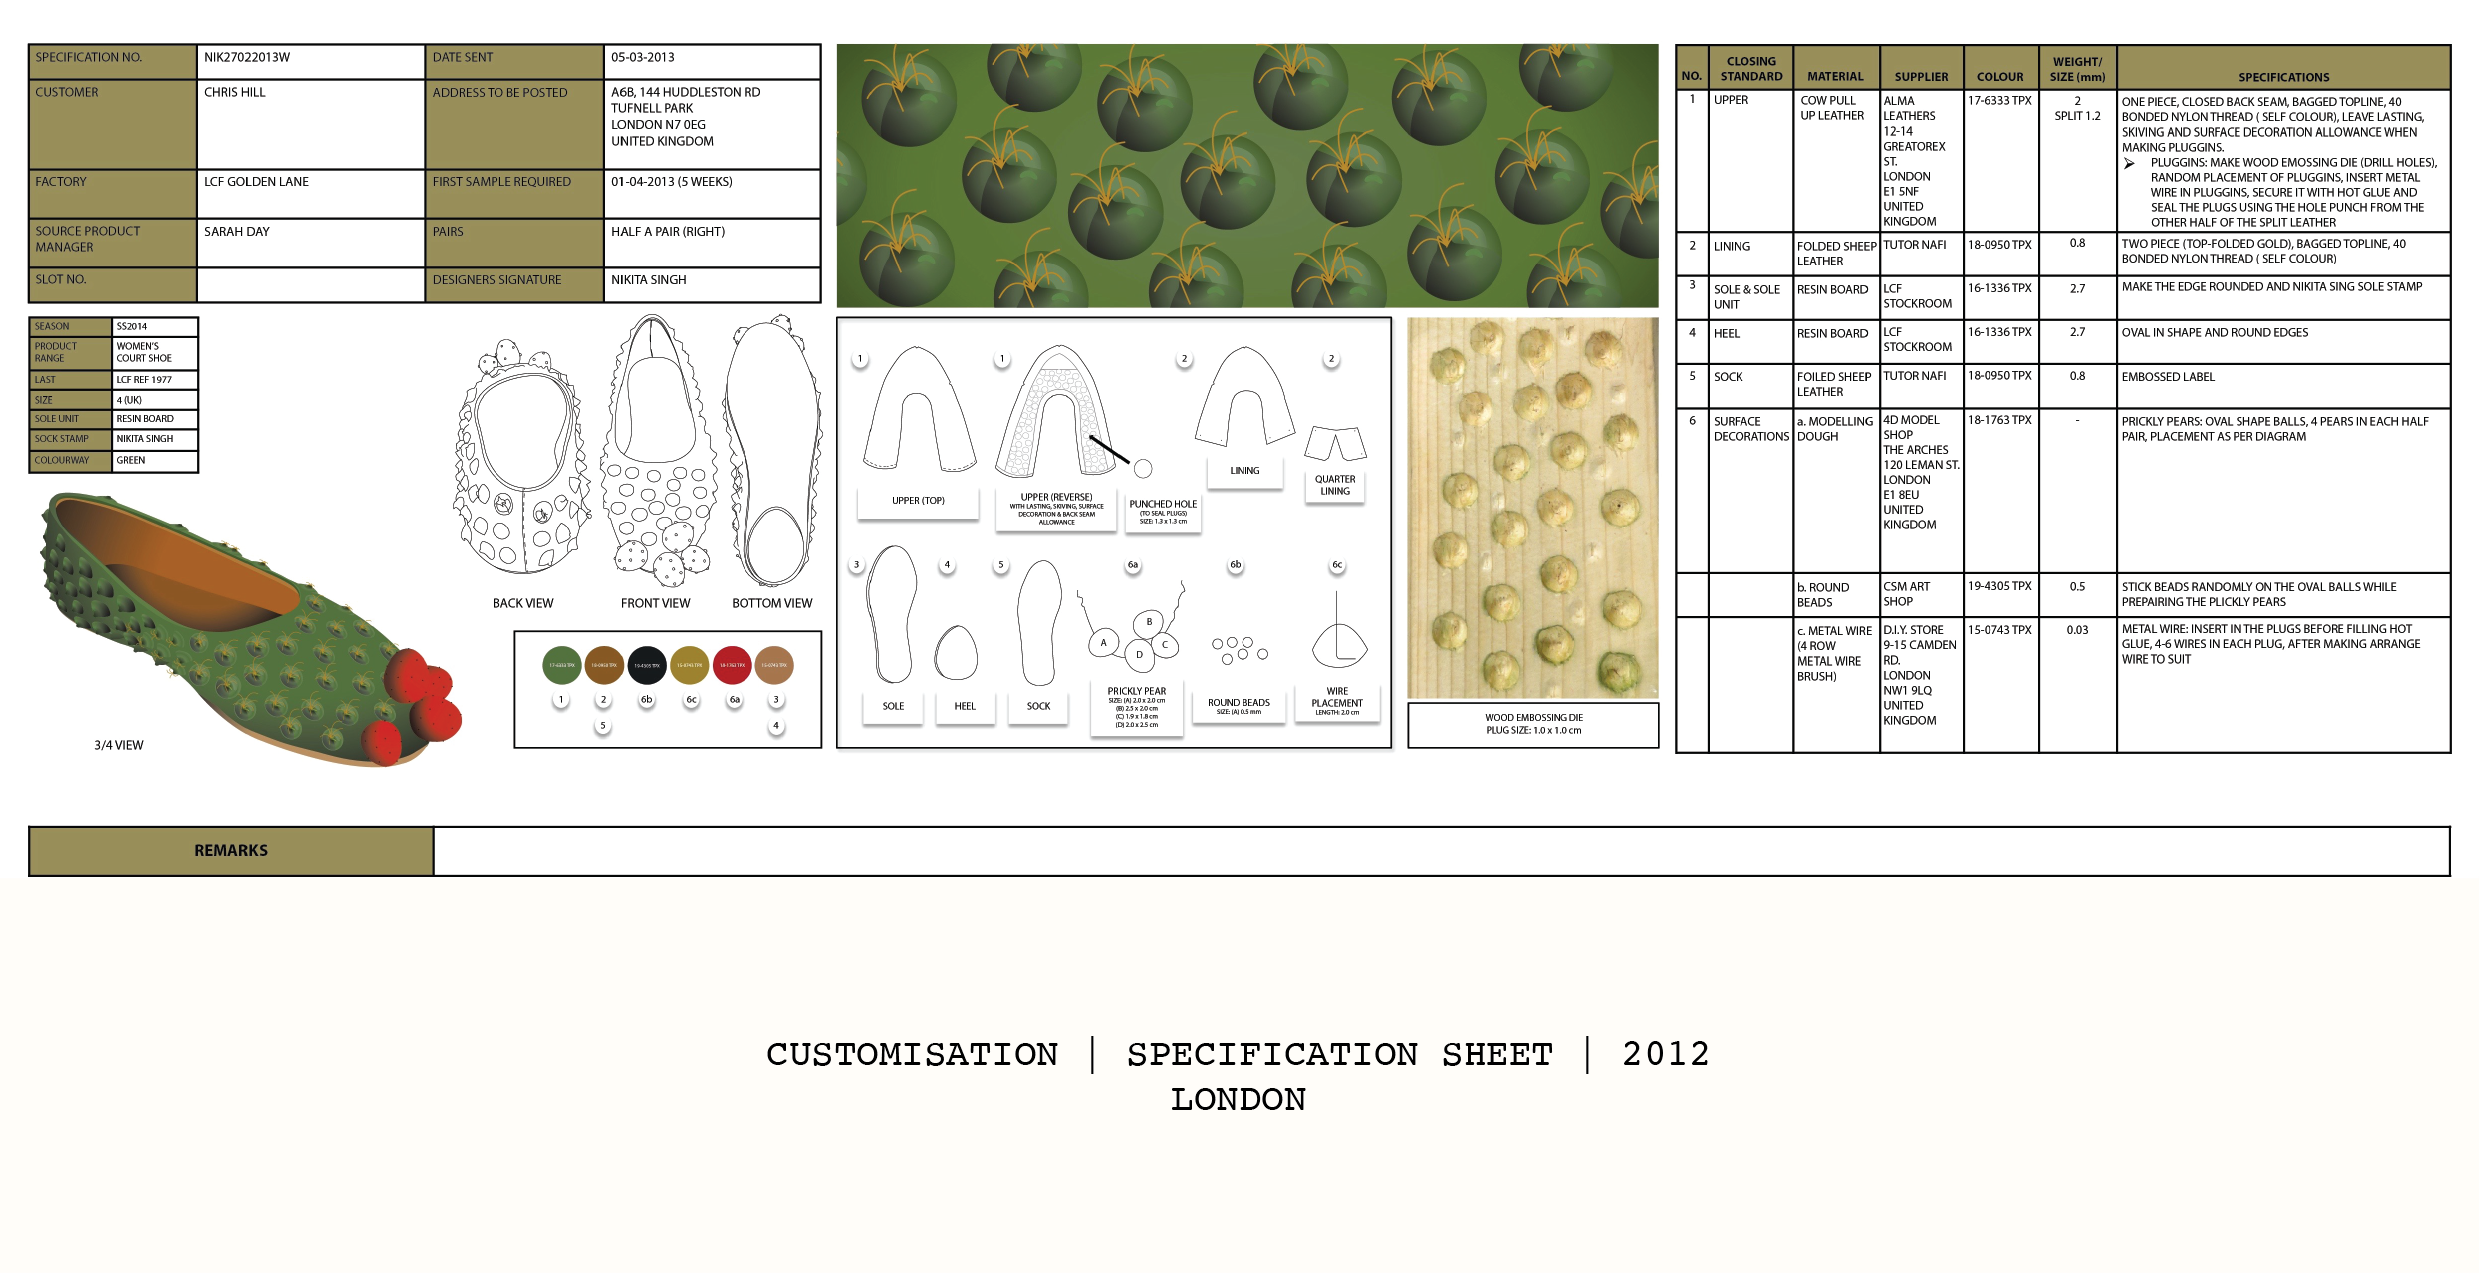 SPECIFICATION NO.
NIK27022013W
DATE SENT
05-03-2013
CUSTOMER
CHRIS HILL
ADDRESS TO BE POSTED
A6B, 144 HUDDLESTON RD
TUFNELL PARK
LONDON N7 0EG
UNITED KINGDOM
FACTORY
LCF GOLDEN LANE
FIRST SAMPLE REQUIRED
01-04-2013 (5 WEEKS)
SOURCE PRODUCT
MANAGER
SARAH DAY
PAIRS
HALF A PAIR (RIGHT)
SLOT NO.
DESIGNERS SIGNATURE
NIKITA SINGH
SEASON
SS2014
PRODUCT
RANGE
WOMEN'S
COURT SHOE
LAST
LCF REF 1977
SIZE
4 (UK)
SOLE UNIT
RESIN BOARD
SOCK STAMP
NIKITA SINGH
COLOURWAY
GREEN
3/4 VIEW
BACK VIEW
FRONT VIEW
BOTTOM VIEW
17-6333 TPX
18-0950 TPX
19-4305 TPX
15-0743 TPX
18-1763 TPX
15-0743 TPX
1
2
6b
6c
6a
3
5
4
1
1
2
2
UPPER (TOP)
UPPER (REVERSE)
WITH LASTING, SKIVING, SURFACE
DECORATION & BACK SEAM
ALLOWANCE
PUNCHED HOLE
(TO SEAL PLUGS)
SIZE: 1.3 x 1.3 cm
LINING
QUARTER
LINING
3
4
5
6a
6b
6c
A
B
C
D
SOLE
HEEL
SOCK
PRICKLY PEAR
SIZE: (A) 2.0 x 2.0 cm
(B) 2.5 x 2.0 cm
(C) 1.9 x 1.8 cm
(D) 2.0 x 2.5 cm
ROUND BEADS
SIZE: (A) 0.5 mm
WIRE
PLACEMENT
LENGTH: 2.0 cm
WOOD EMBOSSING DIE
PLUG SIZE: 1.0 x 1.0 cm
NO.
CLOSING
STANDARD
MATERIAL
SUPPLIER
COLOUR
WEIGHT/
SIZE (mm)
SPECIFICATIONS
1
UPPER
COW PULL
UP LEATHER
ALMA
LEATHERS
12-14
GREATOREX
ST.
LONDON
E1 5NF
UNITED
KINGDOM
17-6333 TPX
2
SPLIT 1.2
ONE PIECE, CLOSED BACK SEAM, BAGGED TOPLINE, 40
BONDED NYLON THREAD ( SELF COLOUR), LEAVE LASTING,
SKIVING AND SURFACE DECORATION ALLOWANCE WHEN
MAKING PLUGGINS.
➢ PLUGGINS: MAKE WOOD EMOSSING DIE (DRILL HOLES),
RANDOM PLACEMENT OF PLUGGINS, INSERT METAL
WIRE IN PLUGGINS, SECURE IT WITH HOT GLUE AND
SEAL THE PLUGS USING THE HOLE PUNCH FROM THE
OTHER HALF OF THE SPLIT LEATHER
2
LINING
FOLDED SHEEP
LEATHER
TUTOR NAFI
18-0950 TPX
0.8
TWO PIECE (TOP-FOLDED GOLD), BAGGED TOPLINE, 40
BONDED NYLON THREAD ( SELF COLOUR)
3
SOLE & SOLE
UNIT
RESIN BOARD
LCF
STOCKROOM
16-1336 TPX
2.7
MAKE THE EDGE ROUNDED AND NIKITA SING SOLE STAMP
4
HEEL
RESIN BOARD
LCF
STOCKROOM
16-1336 TPX
2.7
OVAL IN SHAPE AND ROUND EDGES
5
SOCK
FOILED SHEEP
LEATHER
TUTOR NAFI
18-0950 TPX
0.8
EMBOSSED LABEL
6
SURFACE
DECORATIONS
a. MODELLING
DOUGH
4D MODEL
SHOP
THE ARCHES
120 LEMAN ST.
LONDON
E1 8EU
UNITED
KINGDOM
18-1763 TPX
-
PRICKLY PEARS: OVAL SHAPE BALLS, 4 PEARS IN EACH HALF
PAIR, PLACEMENT AS PER DIAGRAM
b. ROUND
BEADS
CSM ART
SHOP
19-4305 TPX
0.5
STICK BEADS RANDOMLY ON THE OVAL BALLS WHILE
PREPAIRING THE PLICKLY PEARS
c. METAL WIRE
(4 ROW
METAL WIRE
BRUSH)
D.I.Y. STORE
9-15 CAMDEN
RD.
LONDON
NW1 9LQ
UNITED
KINGDOM
15-0743 TPX
0.03
METAL WIRE: INSERT IN THE PLUGS BEFORE FILLING HOT
GLUE, 4-6 WIRES IN EACH PLUG, AFTER MAKING ARRANGE
WIRE TO SUIT
REMARKS
CUSTOMISATION | SPECIFICATION SHEET | 2012
LONDON